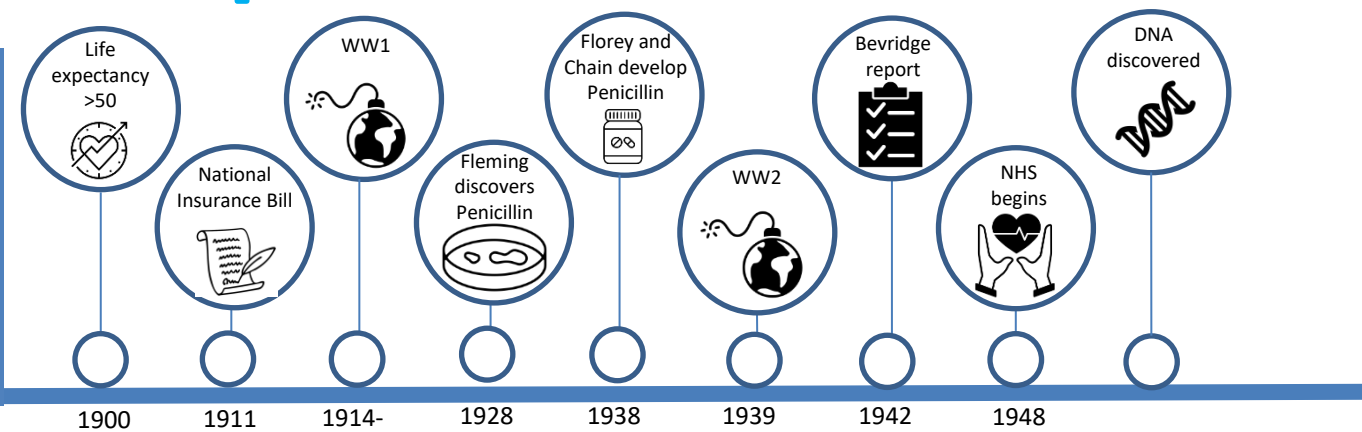 Life
expectancy
>50
National
Insurance Bill
WW1
Fleming
discovers
Penicillin
Florey and
Chain develop
Penicillin
WW2
Bevridge
report
NHS
begins
DNA
discovered
1900
1911
1914-
1928
1938
1939
1942
1948